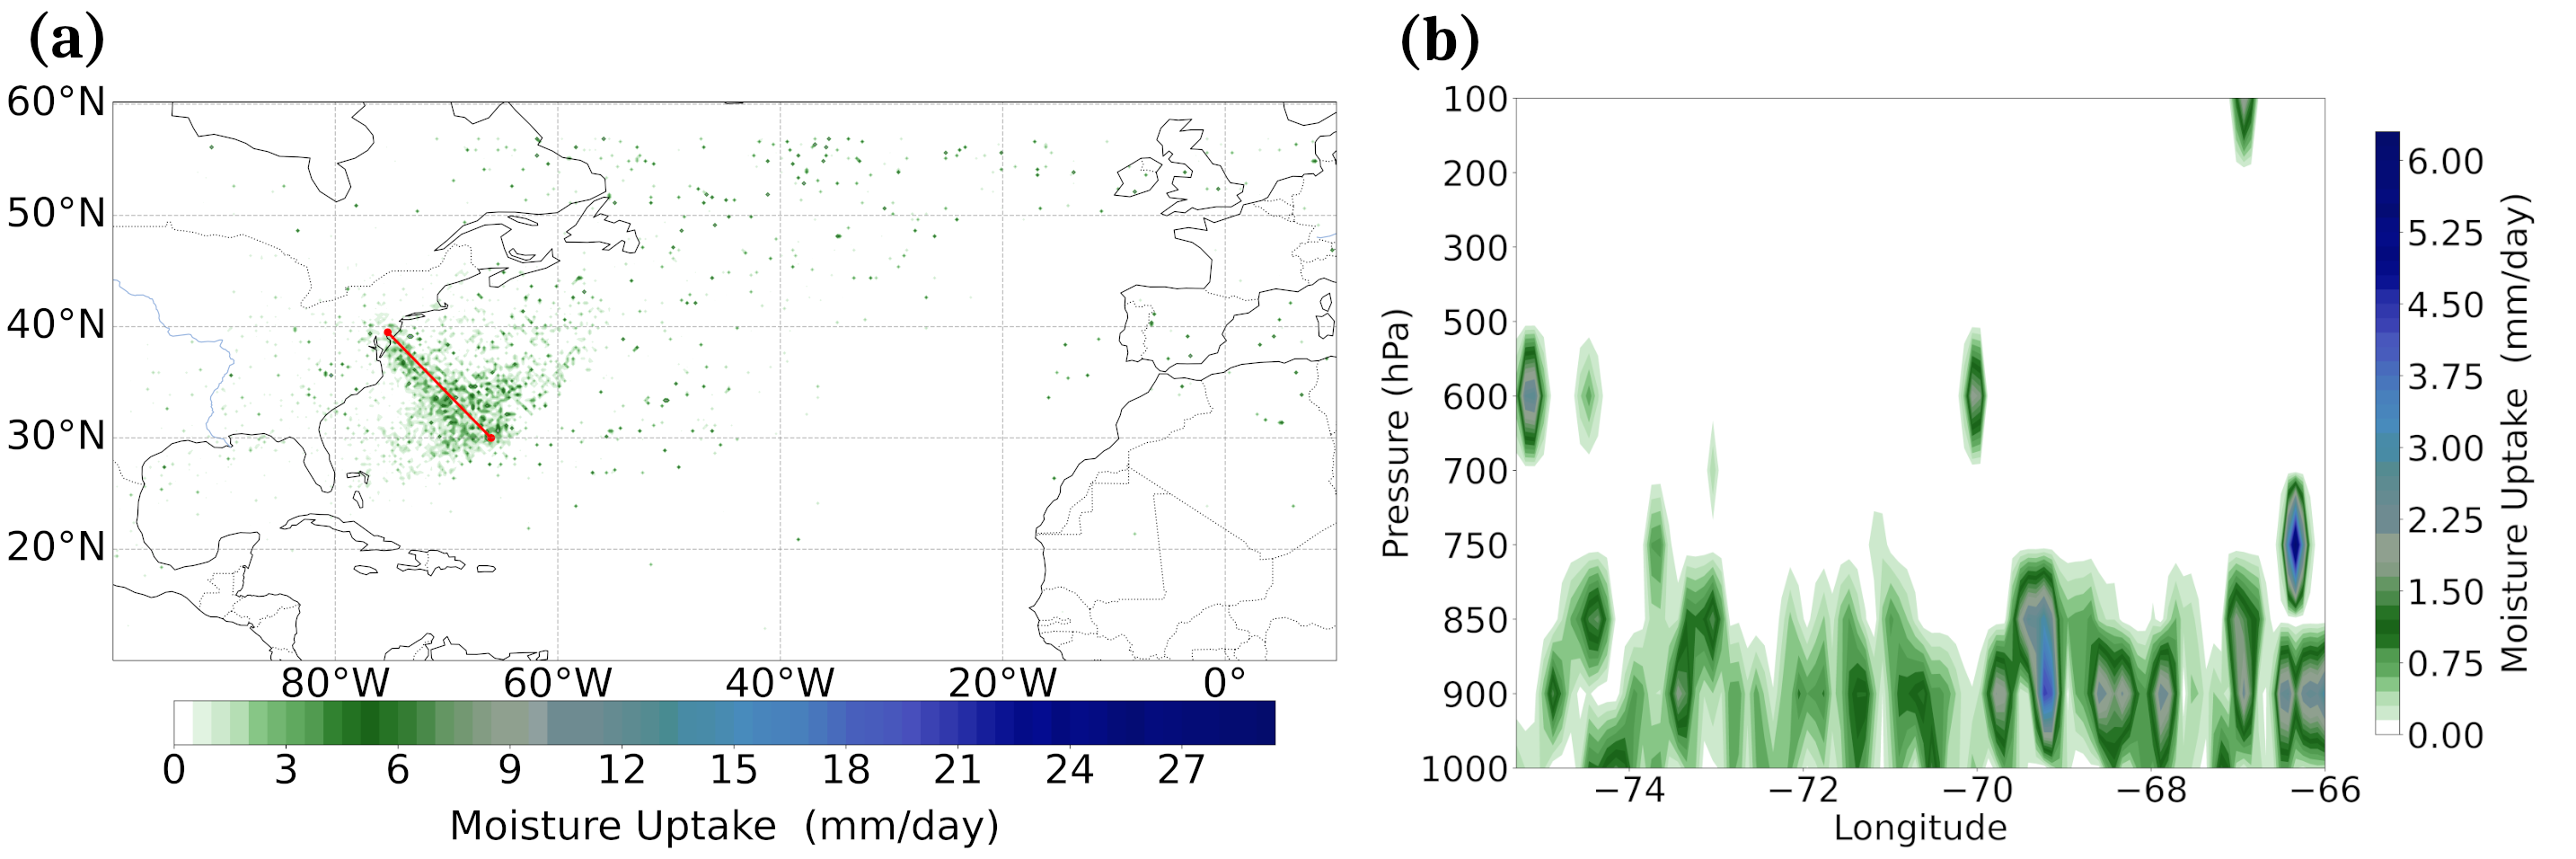 (a)
60°N
50°N
40°N
30°N
20°N
80°W 60°W 40°W 20°W 0°
0 3 6 9 12 15 18 21 24 27
Moisture Uptake (mm/day)
(b)
100
200
300
500
600
700
750
850
900
1000
Pressure (hPa)
−74 −72 −70 −68 −66
Longitude
6.00
5.25
4.50
3.75
3.00
2.25
1.50
0.75
0.00
Moisture Uptake (mm/day)